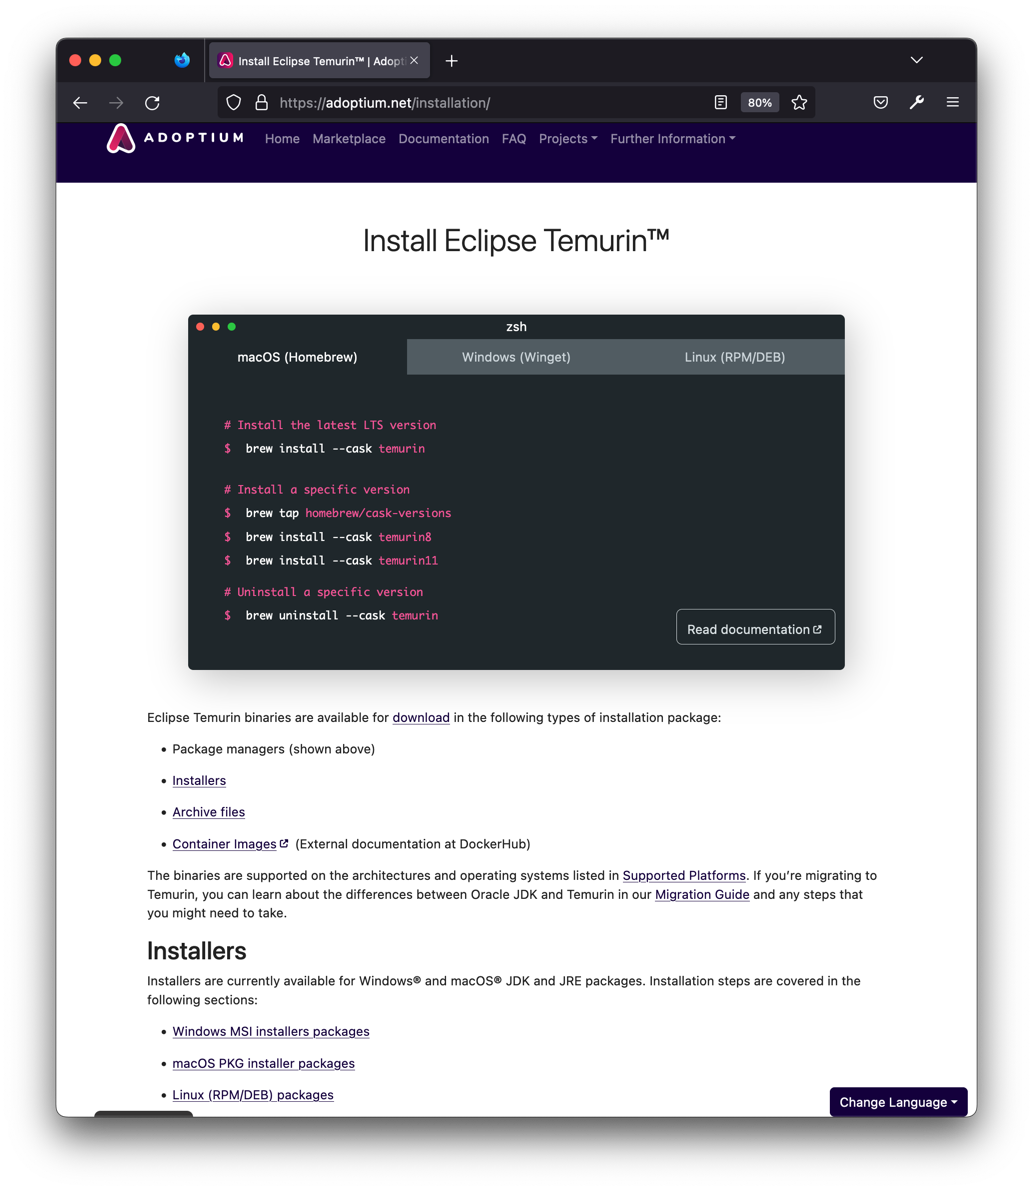 Install Eclipse Temurin™ | Adopti
https://adoptium.net/installation/
80%
ADOPTIUM
Home Marketplace Documentation FAQ Projects Further Information
Install Eclipse Temurin™
zsh
macOS (Homebrew) Windows (Winget) Linux (RPM/DEB)
# Install the latest LTS version
$ brew install --cask temurin
# Install a specific version
$ brew tap homebrew/cask-versions
$ brew install --cask temurin8
$ brew install --cask temurin11
# Uninstall a specific version
$ brew uninstall --cask temurin
Read documentation
Eclipse Temurin binaries are available for download in the following types of installation package:
• Package managers (shown above)
• Installers
• Archive files
• Container Images (External documentation at DockerHub)
The binaries are supported on the architectures and operating systems listed in Supported Platforms. If you’re migrating to
Temurin, you can learn about the differences between Oracle JDK and Temurin in our Migration Guide and any steps that
you might need to take.
Installers
Installers are currently available for Windows® and macOS® JDK and JRE packages. Installation steps are covered in the
following sections:
• Windows MSI installers packages
• macOS PKG installer packages
• Linux (RPM/DEB) packages
Change Language